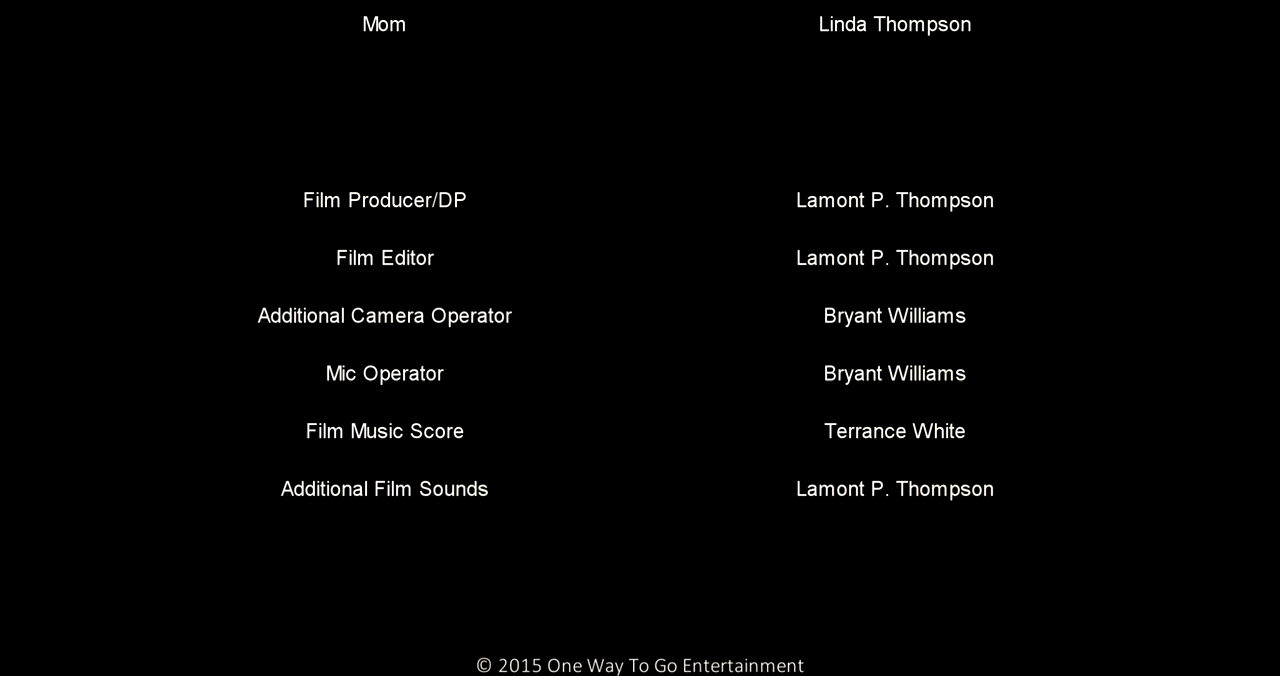 Mom Linda Thompson
Film Producer/DP Lamont P. Thompson
Film Editor Lamont P. Thompson
Additional Camera Operator Bryant Williams
Mic Operator Bryant Williams
Film Music Score Terrance White
Additional Film Sounds Lamont P. Thompson
© 2015 One Way To Go Entertainment